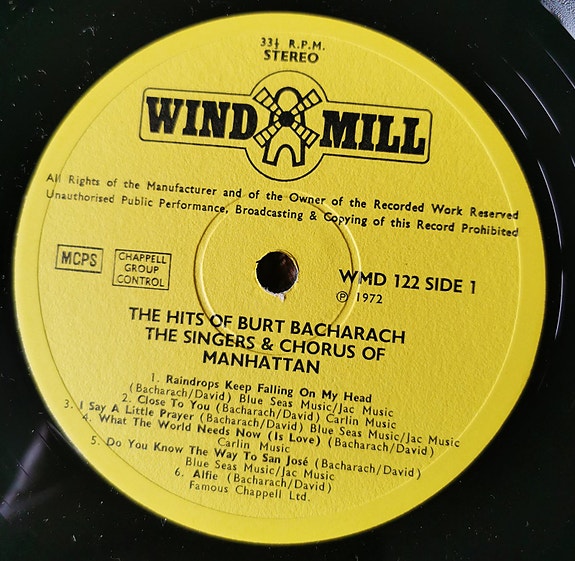 33⅓ R.P.M.
STEREO
WIND MILL
All Rights of the Manufacturer and of the Owner of the Recorded Work Reserved
Unauthorised Public Performance, Broadcasting & Copying of this Record Prohibited
MCPS
CHAPPELL
GROUP
CONTROL
WMD 122 SIDE 1
℗ 1972
THE HITS OF BURT BACHARACH
THE SINGERS & CHORUS OF
MANHATTAN
1. Raindrops Keep Falling On My Head
(Bacharach/David) Blue Seas Music/Jac Music
2. Close To You (Bacharach/David) Carlin Music
3. I Say A Little Prayer (Bacharach/David) Blue Seas Music/Jac Music
4. What The World Needs Now (Is Love) (Bacharach/David)
Carlin Music
5. Do You Know The Way To San José (Bacharach/David)
Blue Seas Music/Jac Music
6. Alfie (Bacharach/David)
Famous Chappell Ltd.